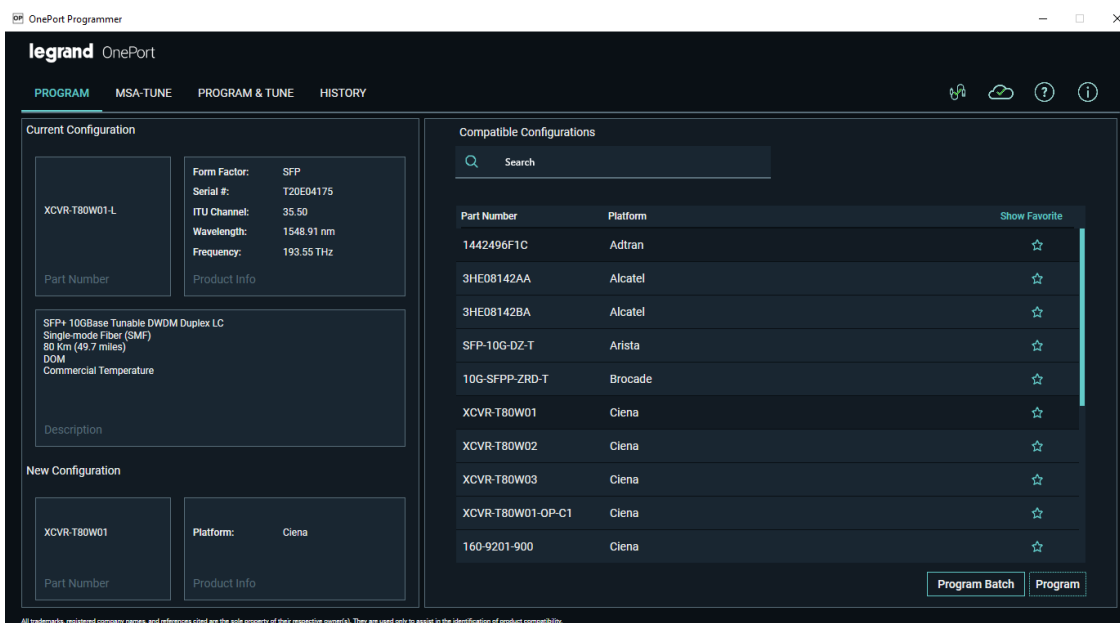 OP OnePort Programmer
legrand OnePort
PROGRAM MSA-TUNE PROGRAM & TUNE HISTORY
Current Configuration
XCVR-T80W01-L
Part Number
Form Factor: SFP
Serial #: T20E04175
ITU Channel: 35.50
Wavelength: 1548.91 nm
Frequency: 193.55 THz
Product Info
SFP+ 10GBase Tunable DWDM Duplex LC
Single-mode Fiber (SMF)
80 Km (49.7 miles)
DOM
Commercial Temperature
Description
New Configuration
XCVR-T80W01
Part Number
Platform: Ciena
Product Info
Compatible Configurations
Search
Part Number Platform Show Favorite
1442496F1C Adtran
3HE08142AA Alcatel
3HE08142BA Alcatel
SFP-10G-DZ-T Arista
10G-SFPP-ZRD-T Brocade
XCVR-T80W01 Ciena
XCVR-T80W02 Ciena
XCVR-T80W03 Ciena
XCVR-T80W01-OP-C1 Ciena
160-9201-900 Ciena
Program Batch Program
All trademarks, registered company names, and references cited are the sole property of their respective owner(s). They are used only to assist in the identification of product compatibility.